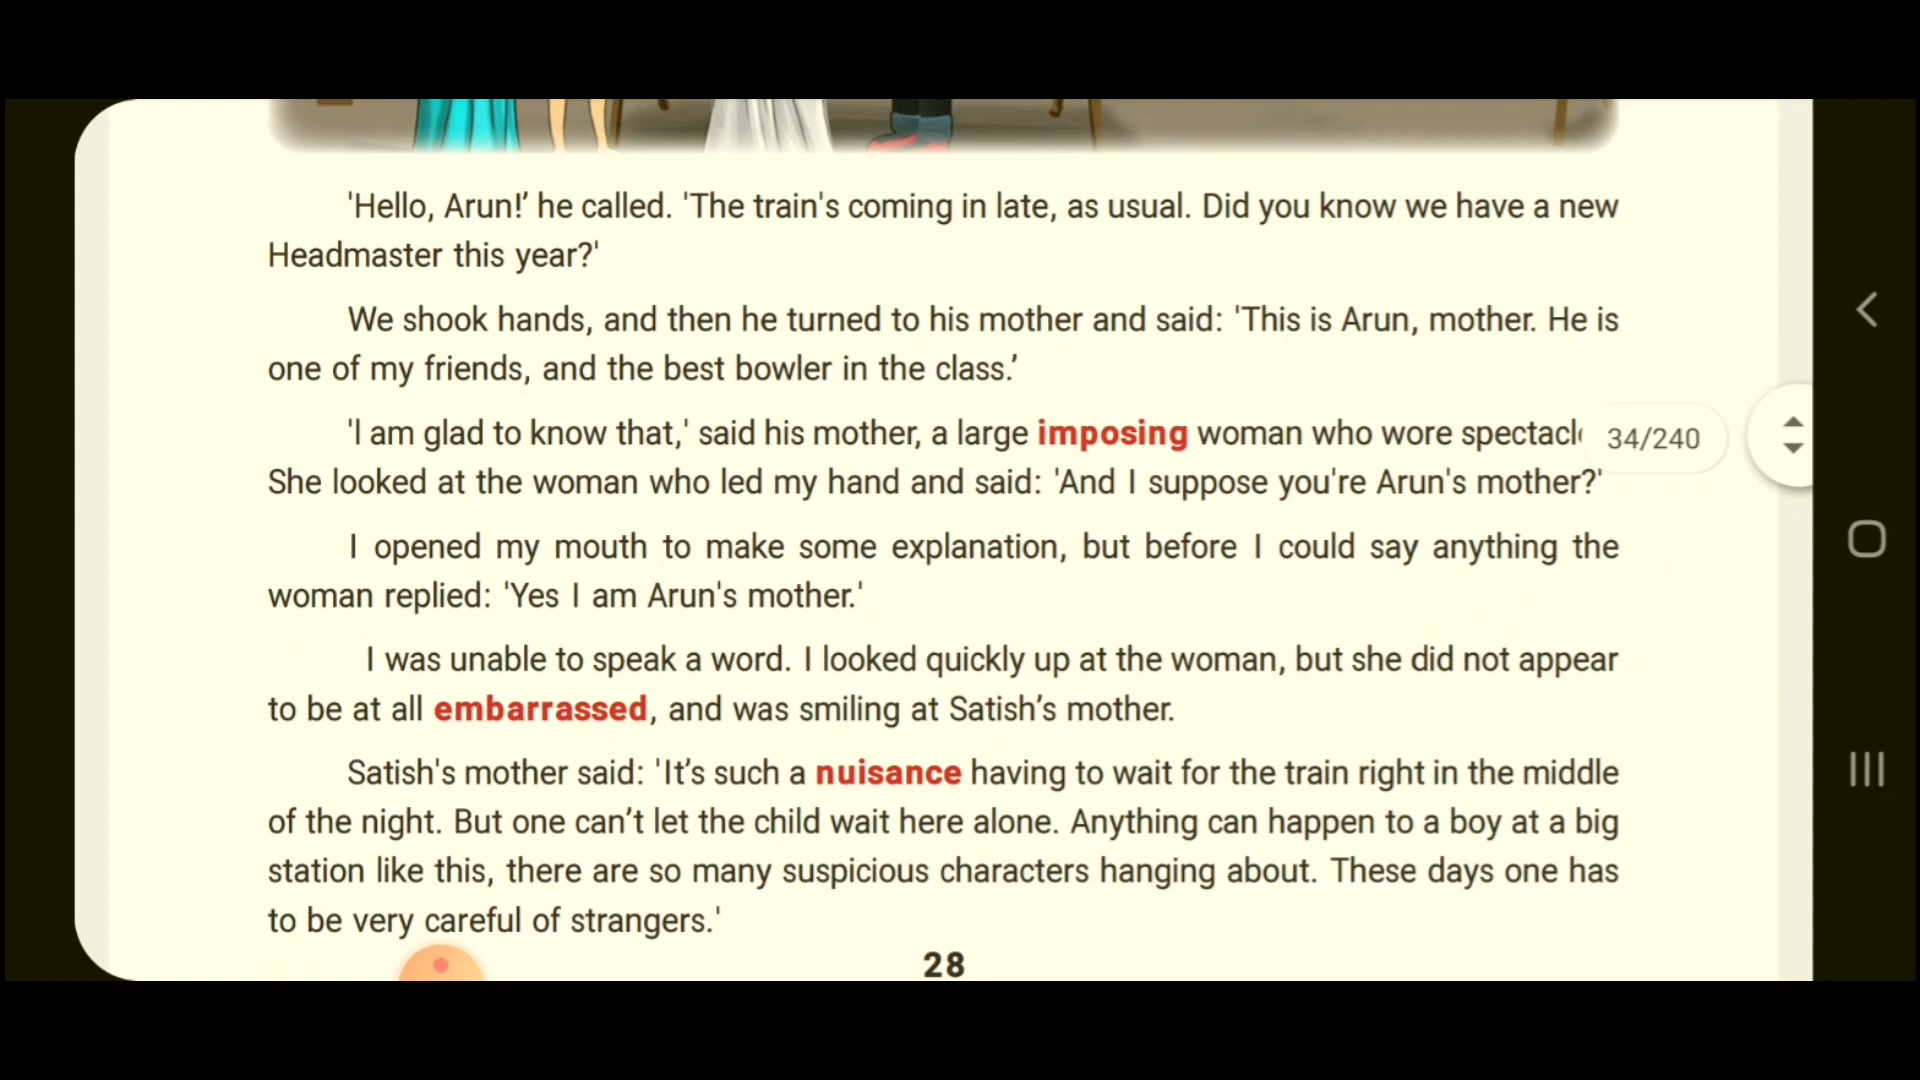 'Hello, Arun!’ he called. 'The train's coming in late, as usual. Did you know we have a new
Headmaster this year?'
We shook hands, and then he turned to his mother and said: 'This is Arun, mother. He is
one of my friends, and the best bowler in the class.’
'I am glad to know that,' said his mother, a large imposing woman who wore
34/240
She looked at the woman who led my hand and said: 'And I suppose you're Arun's mother?'
I opened my mouth to make some explanation, but before I could say anything the
woman replied: 'Yes I am Arun's mother.'
I was unable to speak a word. I looked quickly up at the woman, but she did not appear
to be at all embarrassed, and was smiling at Satish’s mother.
Satish's mother said: 'It’s such a nuisance having to wait for the train right in the middle
of the night. But one can’t let the child wait here alone. Anything can happen to a boy at a big
station like this, there are so many suspicious characters hanging about. These days one has
to be very careful of strangers.'
28